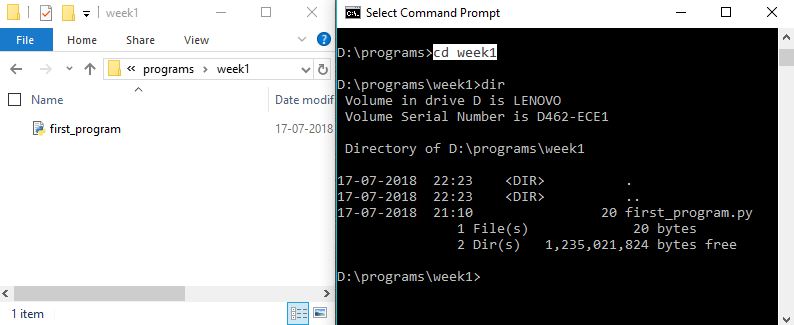 week1
File
Home
Share
View
?
« programs > week1
Name
Date modif
first_program
17-07-2018
1 item
Select Command Prompt
C:\.
D:\programs>cd week1
D:\programs\week1>dir
Volume in drive D is LENOVO
Volume Serial Number is D462-ECE1
Directory of D:\programs\week1
17-07-2018  22:23    <DIR>          .
17-07-2018  22:23    <DIR>          ..
17-07-2018  21:10                20 first_program.py
1 File(s)             20 bytes
2 Dir(s)   1,235,021,824 bytes free
D:\programs\week1>